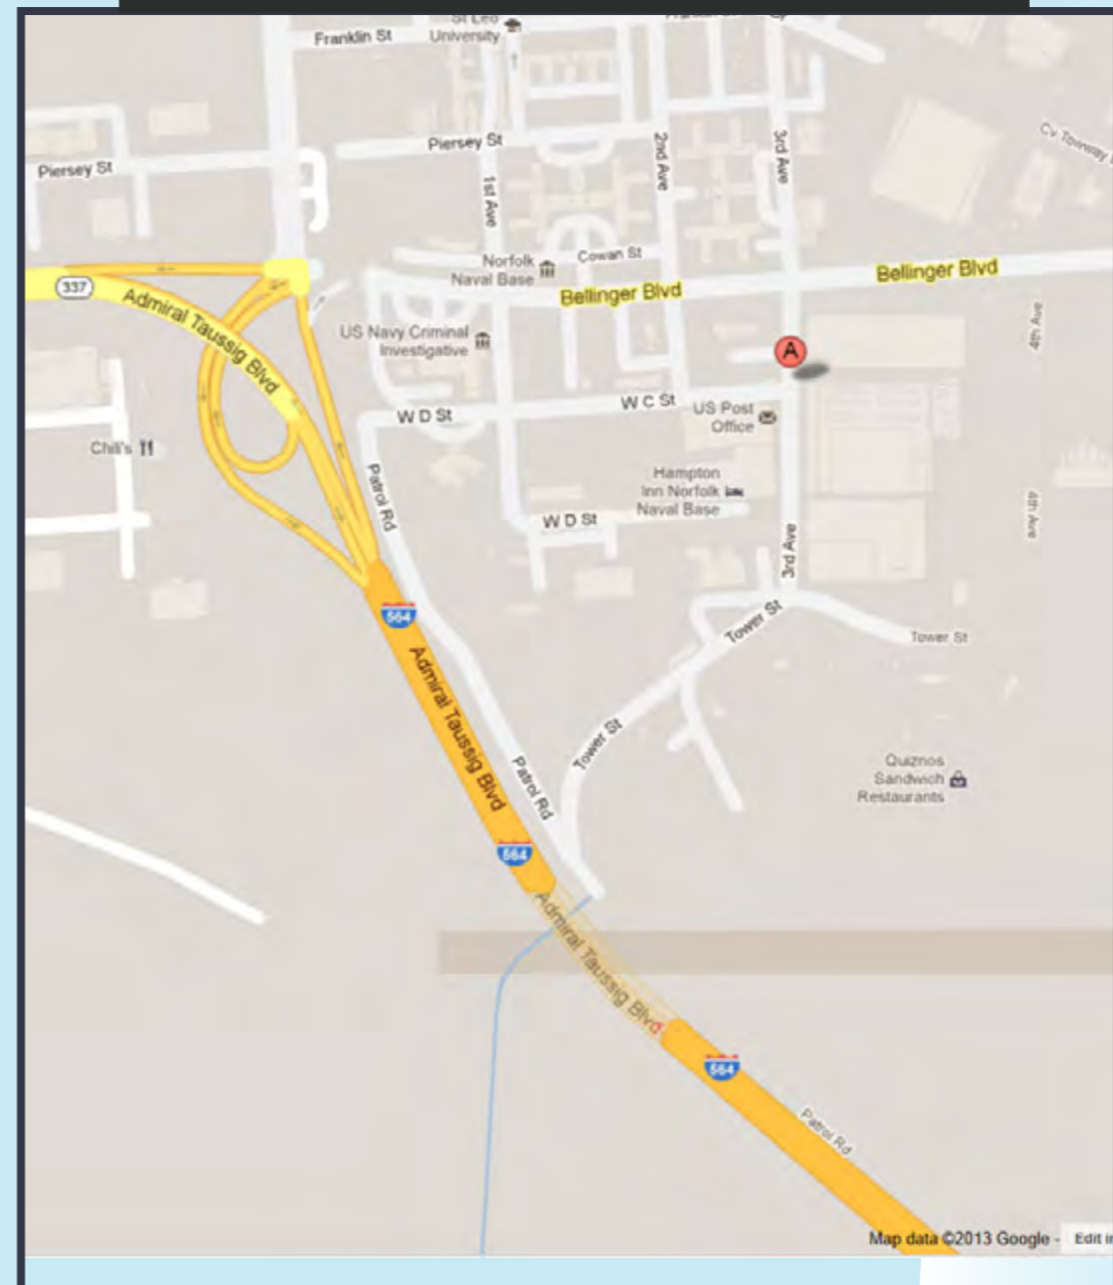 St Leo
University
Franklin St
Piersey St
Piersey St
1st Ave
2nd Ave
3rd Ave
Cowan St
Norfolk
Naval Base
Bellinger Blvd
Bellinger Blvd
337
Admiral Taussig Blvd
US Navy Criminal
Investigative
4th Ave
A
W D St
W C St
US Post
Office
Chili's
Patrol Rd
Hampton
Inn Norfolk
Naval Base
W D St
4th Ave
3rd Ave
564
Tower St
Tower St
Admiral Taussig Blvd
Tower St
Patrol Rd
Quiznos
Sandwich
Restaurants
564
Admiral Taussig Blvd
564
Patrol Rd
Map data ©2013 Google -
Edit in